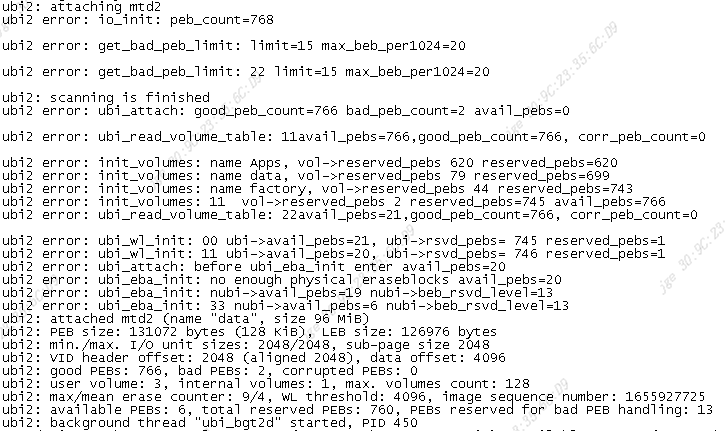 ubi2: attaching mtd2
ubi2 error: io_init: peb_count=768
ubi2 error: get_bad_peb_limit: limit=15 max_beb_per1024=20
ubi2 error: get_bad_peb_limit: 22 limit=15 max_beb_per1024=20
ubi2: scanning is finished
ubi2 error: ubi_attach: good_peb_count=766 bad_peb_count=2 avail_pebs=0
ubi2 error: ubi_read_volume_table: 11avail_pebs=766,good_peb_count=766, corr_peb_count=0
ubi2 error: init_volumes: name Apps, vol->reserved_pebs 620 reserved_pebs=620
ubi2 error: init_volumes: name data, vol->reserved_pebs 79 reserved_pebs=699
ubi2 error: init_volumes: name factory, vol->reserved_pebs 44 reserved_pebs=743
ubi2 error: init_volumes: 11  vol->reserved_pebs 2 reserved_pebs=745 avail_pebs=766
ubi2 error: ubi_read_volume_table: 22avail_pebs=21,good_peb_count=766, corr_peb_count=0
ubi2 error: ubi_wl_init: 00 ubi->avail_pebs=21, ubi->rsvd_pebs= 745 reserved_pebs=1
ubi2 error: ubi_wl_init: 11 ubi->avail_pebs=20, ubi->rsvd_pebs= 746 reserved_pebs=1
ubi2 error: ubi_attach: before ubi_eba_init enter avail_pebs=20
ubi2 error: ubi_eba_init: no enough physical eraseblocks avail_pebs=20
ubi2 error: ubi_eba_init: nubi->avail_pebs=19 nubi->beb_rsvd_level=13
ubi2 error: ubi_eba_init: 33 nubi->avail_pebs=6 nubi->beb_rsvd_level=13
ubi2: attached mtd2 (name "data", size 96 MiB)
ubi2: PEB size: 131072 bytes (128 KiB), LEB size: 126976 bytes
ubi2: min./max. I/O unit sizes: 2048/2048, sub-page size 2048
ubi2: VID header offset: 2048 (aligned 2048), data offset: 4096
ubi2: good PEBs: 766, bad PEBs: 2, corrupted PEBs: 0
ubi2: user volume: 3, internal volumes: 1, max. volumes count: 128
ubi2: max/mean erase counter: 9/4, WL threshold: 4096, image sequence number: 1655927725
ubi2: available PEBs: 6, total reserved PEBs: 760, PEBs reserved for bad PEB handling: 13
ubi2: background thread "ubi_bgt2d" started, PID 450